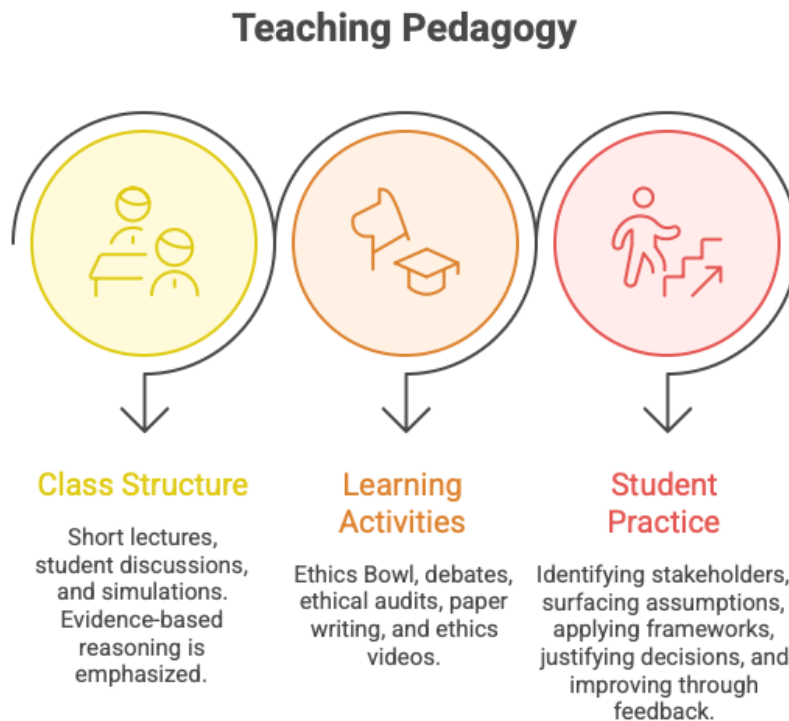 Teaching Pedagogy
Class Structure
Short lectures,
student discussions,
and simulations.
Evidence-based
reasoning is
emphasized.
Learning
Activities
Ethics Bowl, debates,
ethical audits, paper
writing, and ethics
videos.
Student
Practice
Identifying stakeholders,
surfacing assumptions,
applying frameworks,
justifying decisions, and
improving through
feedback.